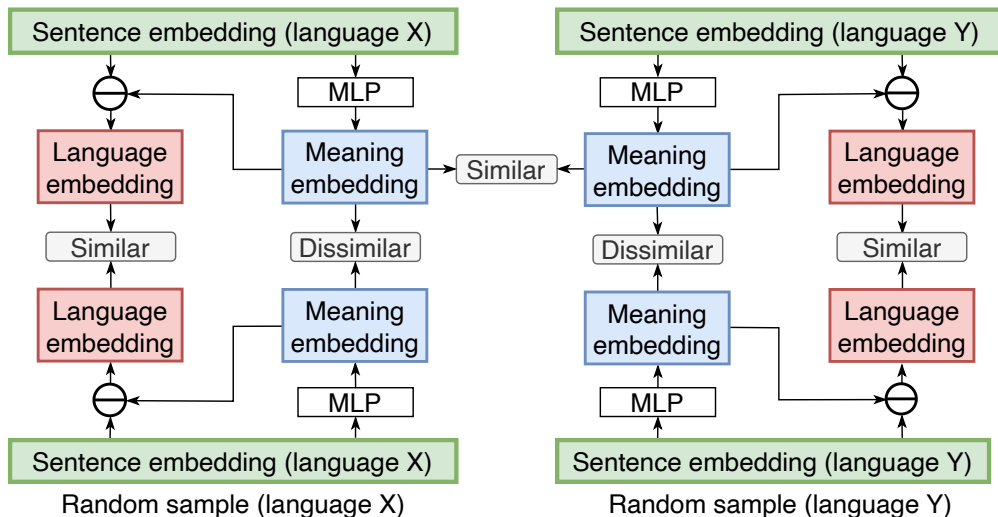 Sentence embedding (language X)
Sentence embedding (language Y)
MLP
MLP
Language
embedding
Meaning
embedding
Similar
Meaning
embedding
Language
embedding
Similar
Dissimilar
Dissimilar
Similar
Language
embedding
Meaning
embedding
Meaning
embedding
Language
embedding
MLP
MLP
Sentence embedding (language X)
Sentence embedding (language Y)
Random sample (language X)
Random sample (language Y)